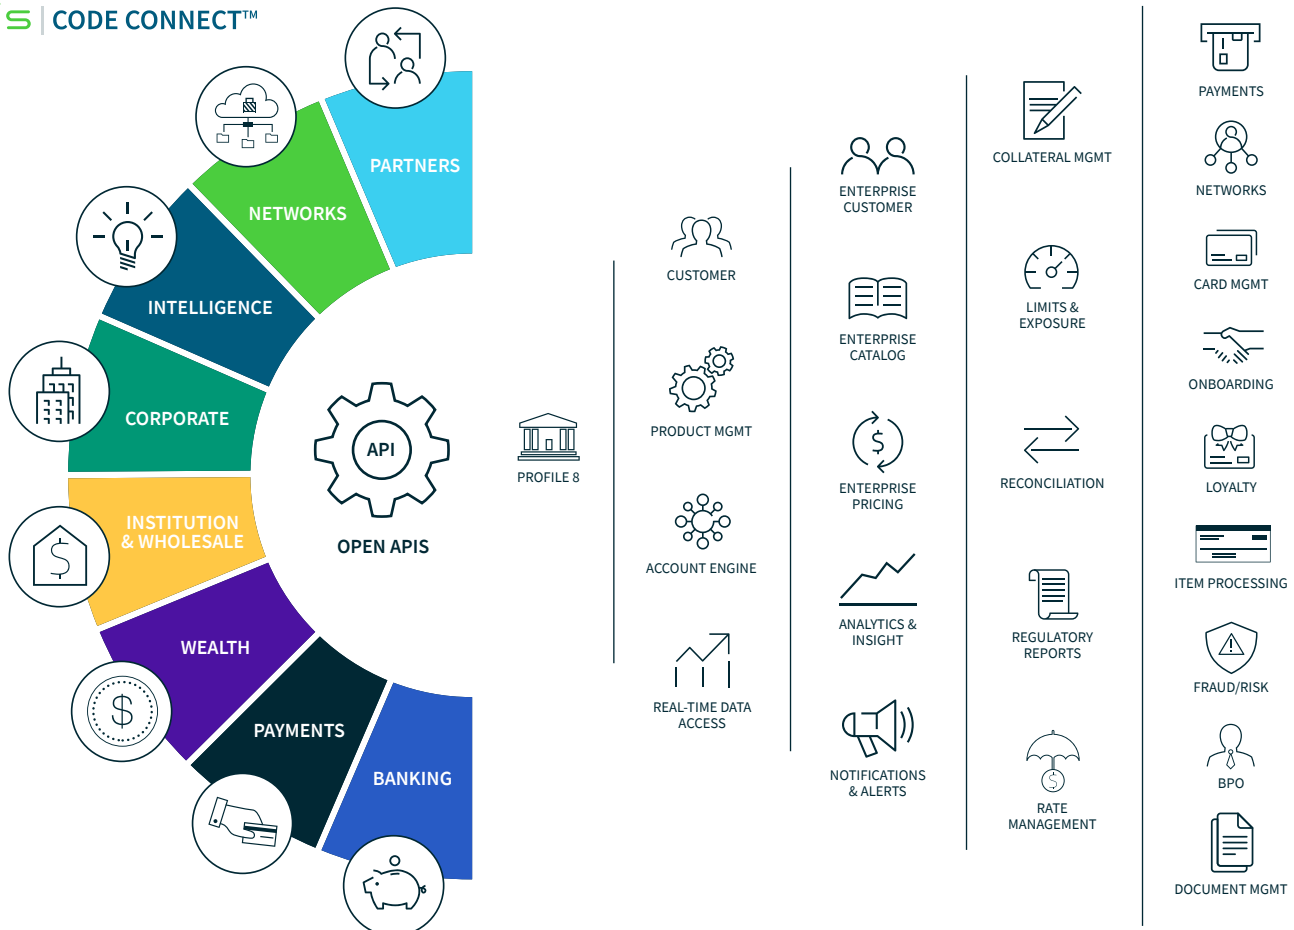 CODE CONNECT™
PARTNERS
NETWORKS
INTELLIGENCE
CORPORATE
INSTITUTION
& WHOLESALE
WEALTH
PAYMENTS
BANKING
API
OPEN APIS
PROFILE 8
CUSTOMER
PRODUCT MGMT
ACCOUNT ENGINE
REAL-TIME DATA
ACCESS
ENTERPRISE
CUSTOMER
ENTERPRISE
CATALOG
ENTERPRISE
PRICING
ANALYTICS &
INSIGHT
NOTIFICATIONS
& ALERTS
COLLATERAL MGMT
LIMITS &
EXPOSURE
RECONCILIATION
REGULATORY
REPORTS
RATE
MANAGEMENT
PAYMENTS
NETWORKS
CARD MGMT
ONBOARDING
LOYALTY
ITEM PROCESSING
FRAUD/RISK
BPO
DOCUMENT MGMT